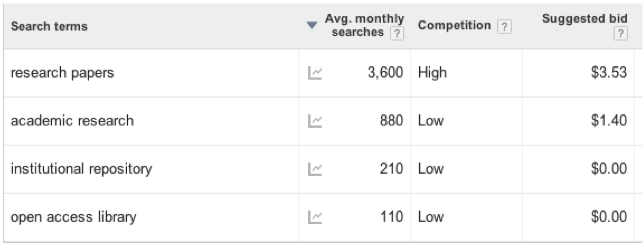 Search terms
Avg. monthly searches ?
Competition ?
Suggested bid ?
research papers 3,600 High $3.53
academic research 880 Low $1.40
institutional repository 210 Low $0.00
open access library 110 Low $0.00